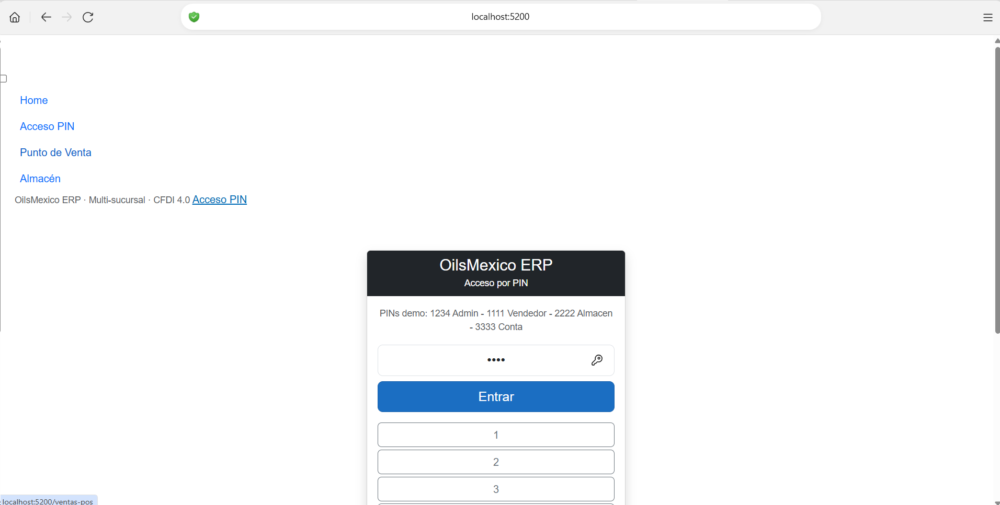 localhost:5200
Home
Acceso PIN
Punto de Venta
Almacén
OilsMexico ERP · Multi-sucursal · CFDI 4.0 Acceso PIN
OilsMexico ERP
Acceso por PIN
PINs demo: 1234 Admin - 1111 Vendedor - 2222 Almacen
- 3333 Conta
••••
Entrar
1
2
3
localhost:5200/ventas-pos